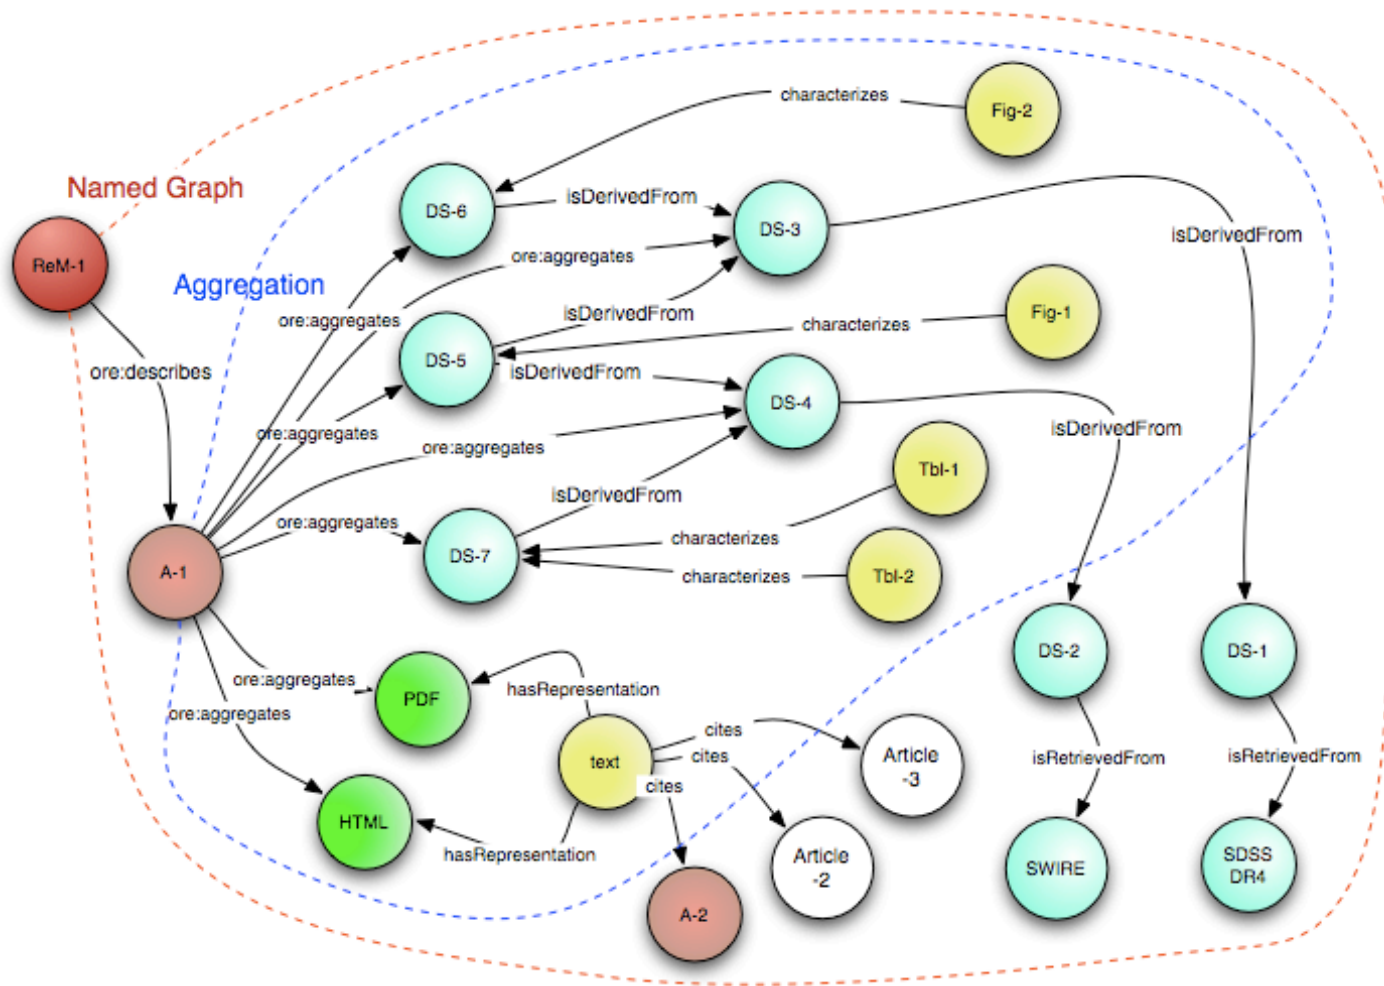 Fig-2
characterizes
Named Graph
DS-6
isDerivedFrom
DS-3
isDerivedFrom
ReM-1
ore:aggregates
Aggregation
Fig-1
isDerivedFrom
ore:aggregates
characterizes
DS-5
isDerivedFrom
ore:describes
DS-4
isDerivedFrom
ore:aggregates
ore:aggregates
Tbl-1
isDerivedFrom
ore:aggregates
characterizes
DS-7
A-1
characterizes
Tbl-2
DS-2
DS-1
ore:aggregates
hasRepresentation
PDF
ore:aggregates
cites
cites
Article
-3
isRetrievedFrom
isRetrievedFrom
text
cites
HTML
hasRepresentation
Article
-2
SWIRE
SDSS
DR4
A-2